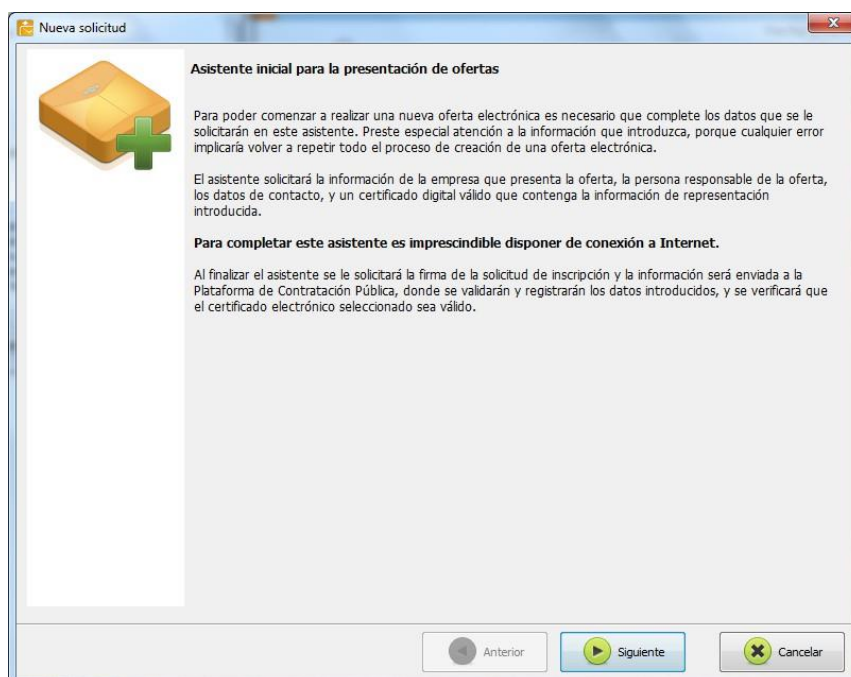 Nueva solicitud
Asistente inicial para la presentación de ofertas
Para poder comenzar a realizar una nueva oferta electrónica es necesario que complete los datos que se le
solicitarán en este asistente. Preste especial atención a la información que introduzca, porque cualquier error
implicaría volver a repetir todo el proceso de creación de una oferta electrónica.
El asistente solicitará la información de la empresa que presenta la oferta, la persona responsable de la oferta,
los datos de contacto, y un certificado digital válido que contenga la información de representación
introducida.
Para completar este asistente es imprescindible disponer de conexión a Internet.
Al finalizar el asistente se le solicitará la firma de la solicitud de inscripción y la información será enviada a la
Plataforma de Contratación Pública, donde se validarán y registrarán los datos introducidos, y se verificará que
el certificado electrónico seleccionado sea válido.
Anterior
Siguiente
Cancelar